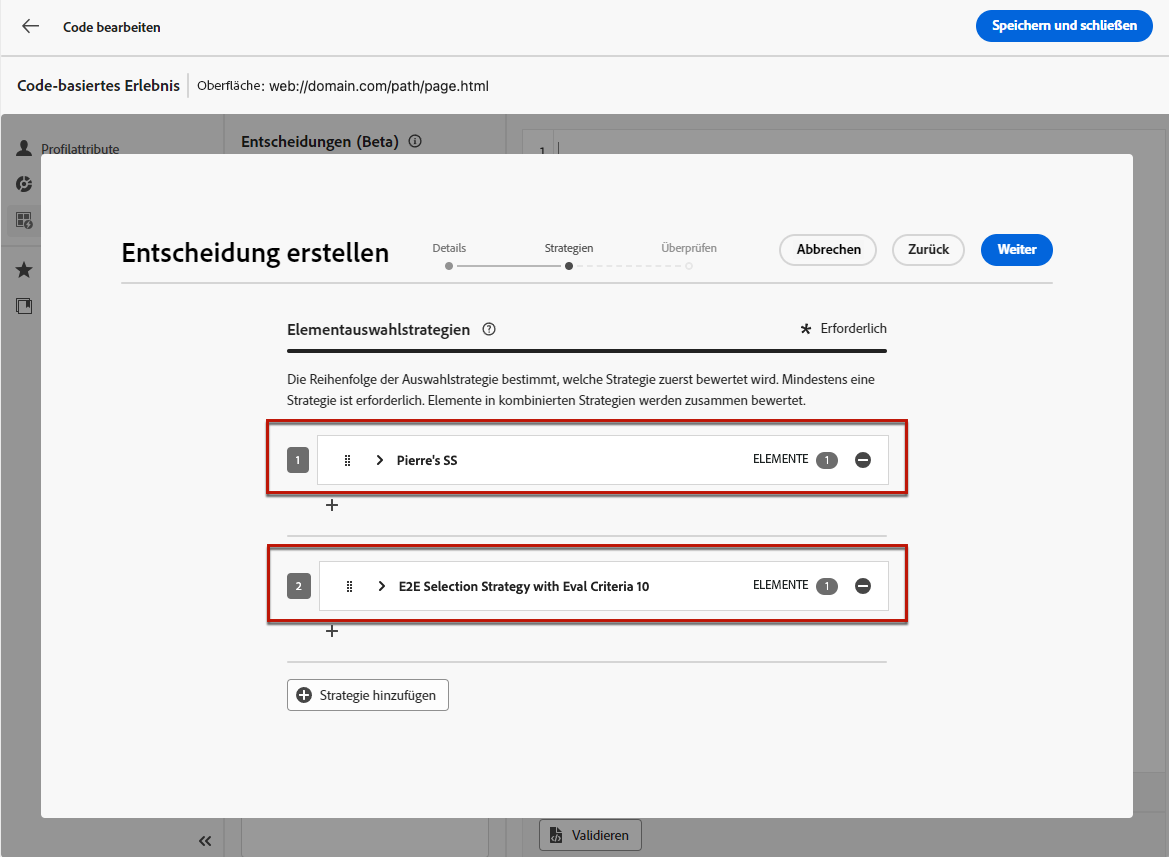 Code bearbeiten
Speichern und schließen
Code-basiertes Erlebnis
Oberfläche: web://domain.com/path/page.html
Profilattribute
Entscheidungen (Beta)
1
Entscheidung erstellen
Details
Strategien
Überprüfen
Abbrechen
Zurück
Weiter
Elementauswahlstrategien
* Erforderlich
Die Reihenfolge der Auswahlstrategie bestimmt, welche Strategie zuerst bewertet wird. Mindestens eine
Strategie ist erforderlich. Elemente in kombinierten Strategien werden zusammen bewertet.
1 Pierre's SS ELEMENTE 1
2 E2E Selection Strategy with Eval Criteria 10 ELEMENTE 1
Strategie hinzufügen
Validieren